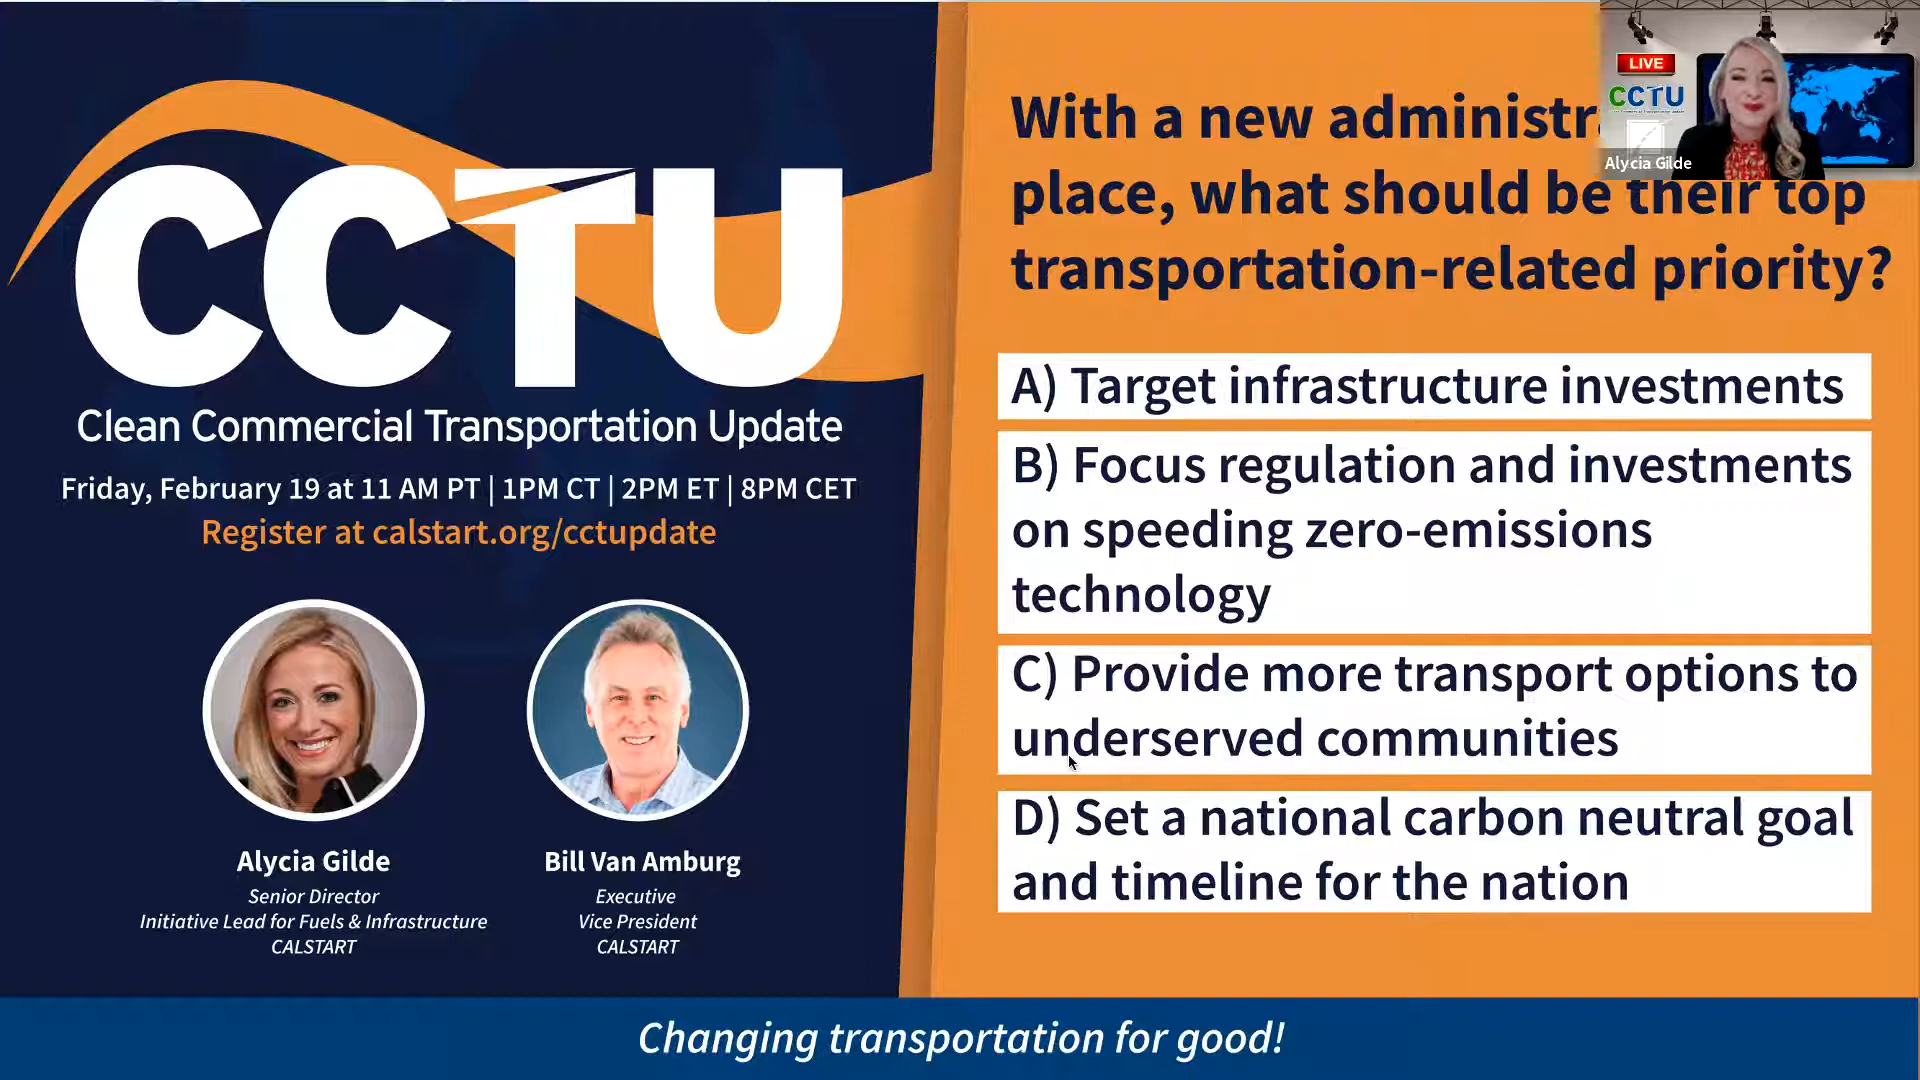 CCTU
Clean Commercial Transportation Update
Friday, February 19 at 11 AM PT | 1PM CT | 2PM ET | 8PM CET
Register at calstart.org/cctupdate
Alycia Gilde
Senior Director
Initiative Lead for Fuels & Infrastructure
CALSTART
Bill Van Amburg
Executive
Vice President
CALSTART
With a new administr
place, what should be their top
transportation-related priority?
A) Target infrastructure investments
B) Focus regulation and investments
on speeding zero-emissions
technology
C) Provide more transport options to
underserved communities
D) Set a national carbon neutral goal
and timeline for the nation
LIVE
CCTU
Alycia Gilde
Changing transportation for good!